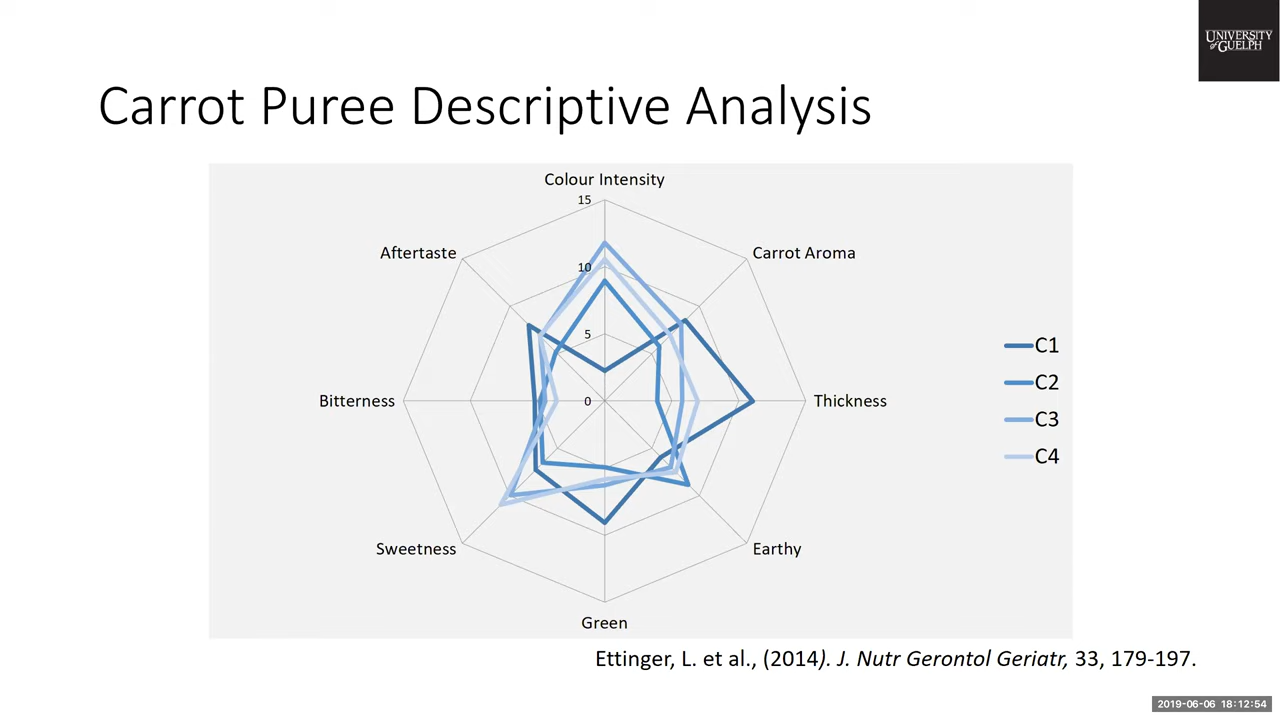 UNIVERSITY
of GUELPH
Carrot Puree Descriptive Analysis
Colour Intensity
15
Aftertaste
Carrot Aroma
10
5
Bitterness
0
Thickness
C1
C2
C3
C4
Sweetness
Earthy
Green
Ettinger, L. et al., (2014). J. Nutr Gerontol Geriatr, 33, 179-197.
2019-06-06 18:12:54